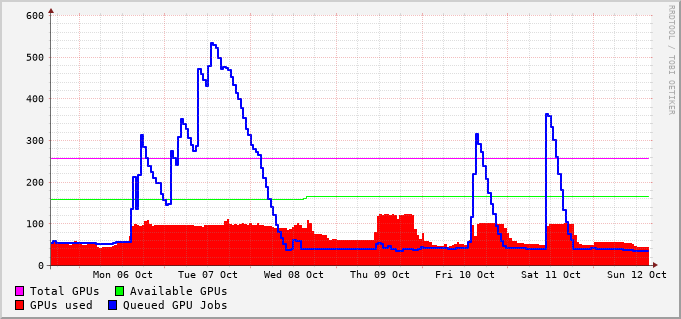 600
500
400
300
200
100
0
Mon 06 Oct Tue 07 Oct Wed 08 Oct Thu 09 Oct Fri 10 Oct Sat 11 Oct Sun 12 Oct
Total GPUs Available GPUs
GPUs used Queued GPU Jobs
RRDTOOL / TOBI OETIKER